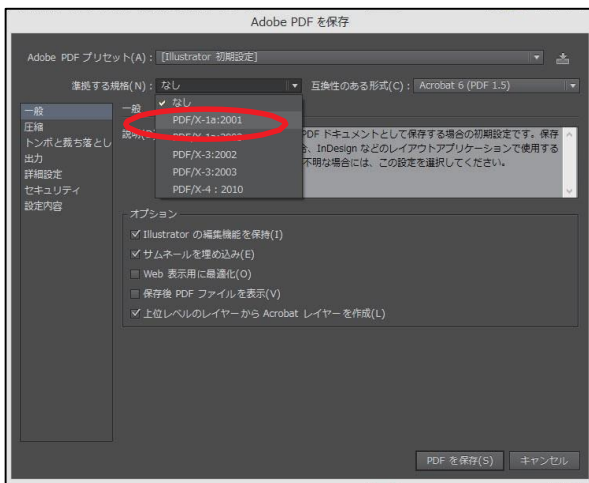 Adobe PDF を保存
Adobe PDF プリセット(A)： [Illustrator 初期設定]
準拠する規格(N)： なし
互換性のある形式(C)： Acrobat 6 (PDF 1.5)
なし
PDF/X-1a:2001
PDF/X-1a:2003
PDF/X-3:2002
PDF/X-3:2003
PDF/X-4：2010
一般
圧縮
トンボと裁ち落とし
出力
詳細設定
セキュリティ
設定内容
一般
PDF ドキュメントとして保存する場合の初期設定です。保存
、InDesign などのレイアウトアプリケーションで使用する
不明な場合には、この設定を選択してください。
オプション
Illustrator の編集機能を保持(I)
サムネールを埋め込み(E)
Web 表示用に最適化(O)
保存後 PDF ファイルを表示(V)
上位レベルのレイヤーから Acrobat レイヤーを作成(L)
PDF を保存(S)
キャンセル